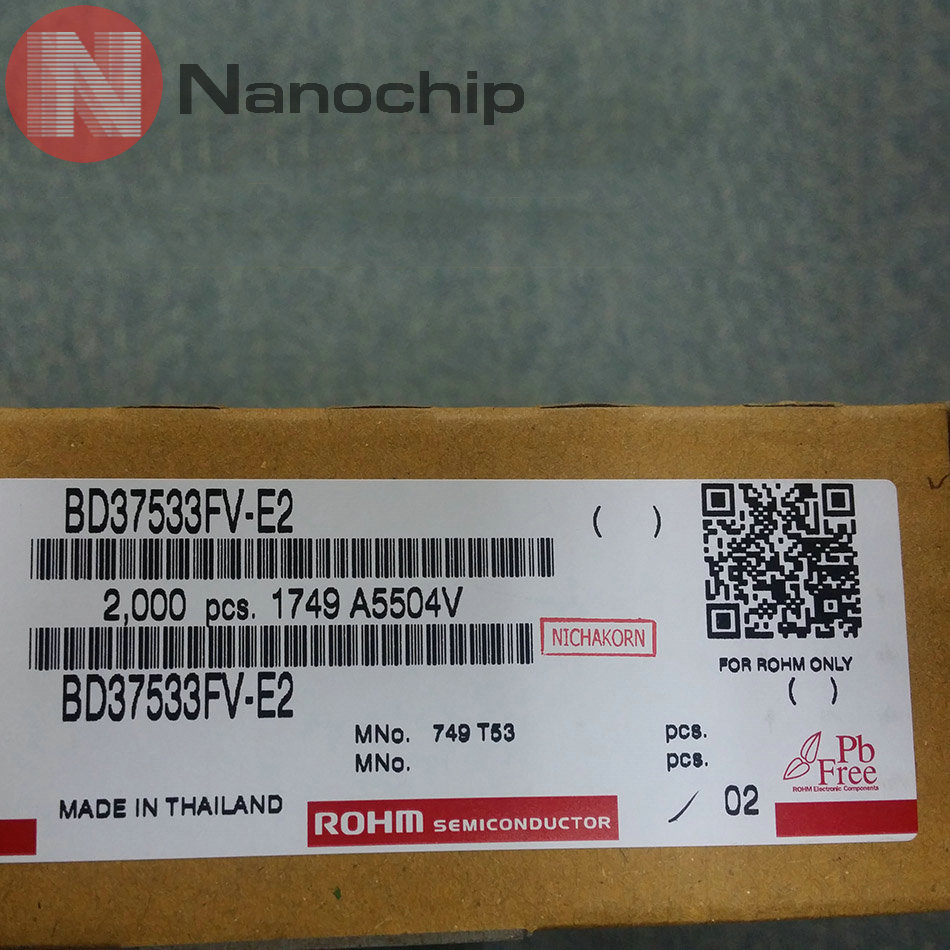 Nanochip
BD37533FV-E2
( )
2,000 pcs. 1749 A5504V
NICHAKORN
FOR ROHM ONLY
BD37533FV-E2
( )
MNo. 749 T53 pcs.
MNo. pcs.
Pb
Free
ROHM Electronic Components
MADE IN THAILAND
ROHM SEMICONDUCTOR
/ 02